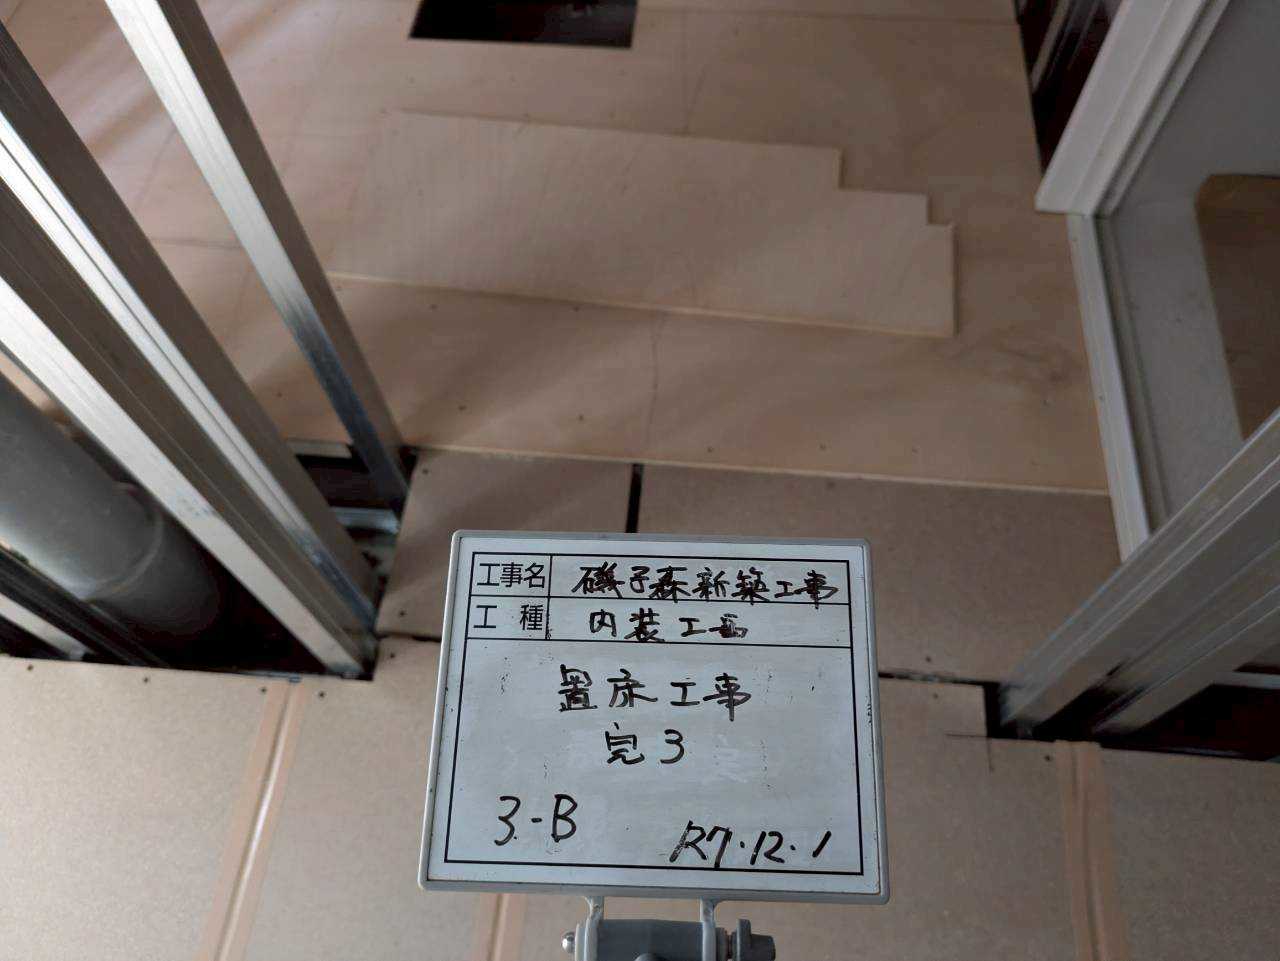 工事名 磯子森新築工事
工種 内装工事
置床工事
完3
3-B
R7.12.1